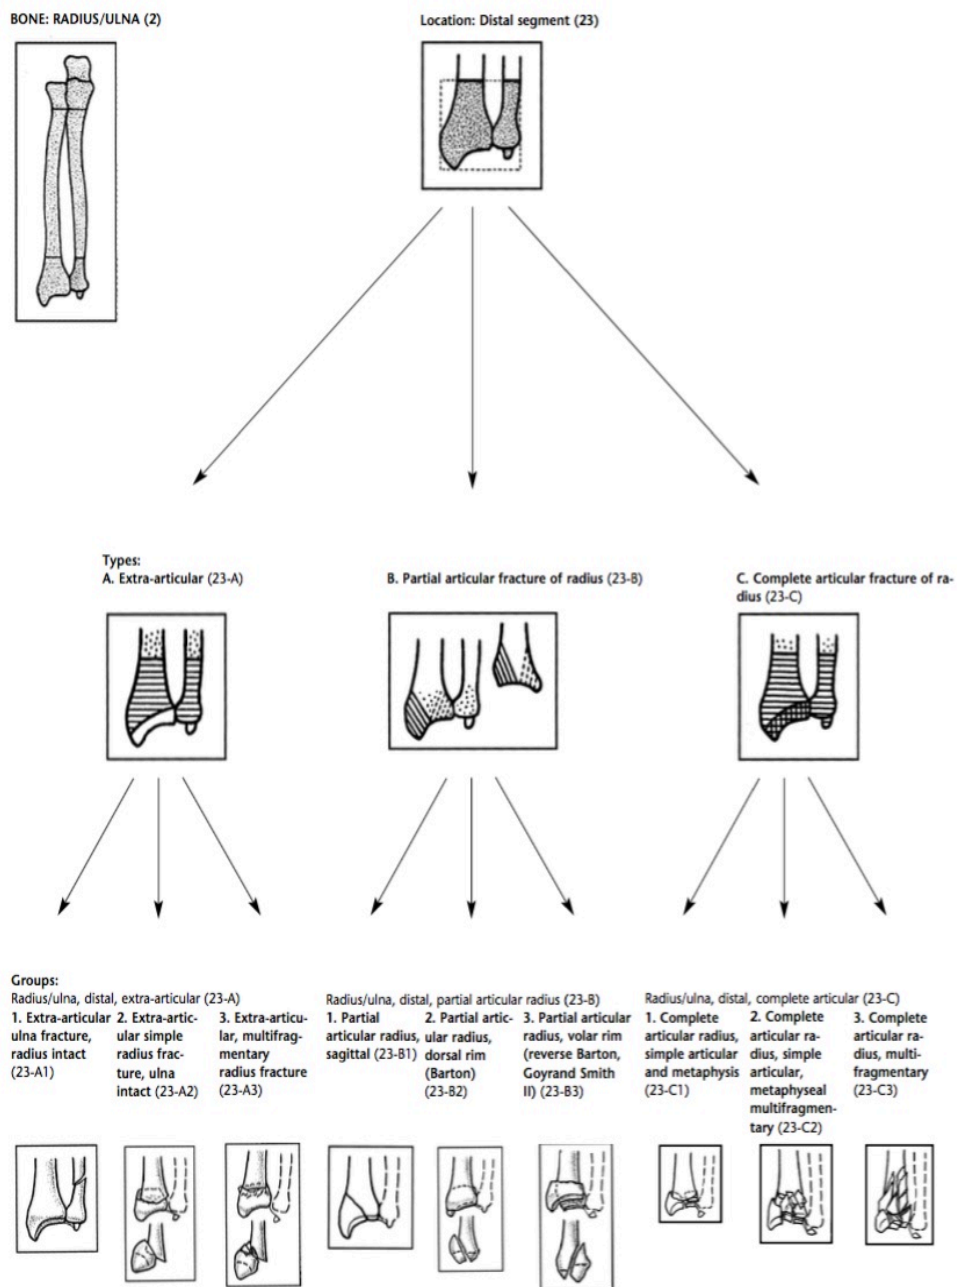 BONE: RADIUS/ULNA (2)
Location: Distal segment (23)
Types:
A. Extra-articular (23-A)
B. Partial articular fracture of radius (23-B)
C. Complete articular fracture of ra-
dius (23-C)
Groups:
Radius/ulna, distal, extra-articular (23-A)
1. Extra-articular
ulna fracture,
radius intact
(23-A1)
2. Extra-artic-
ular simple
radius frac-
ture, ulna
intact (23-A2)
3. Extra-articu-
lar, multifrag-
mentary
radius fracture
(23-A3)
Radius/ulna, distal, partial articular radius (23-B)
1. Partial
articular radius,
sagittal (23-B1)
2. Partial artic-
ular radius,
dorsal rim
(Barton)
(23-B2)
3. Partial articular
radius, volar rim
(reverse Barton,
Goyrand Smith
II) (23-B3)
Radius/ulna, distal, complete articular (23-C)
1. Complete
articular radius,
simple articular
and metaphysis
(23-C1)
2. Complete
articular ra-
dius, simple
articular,
metaphyseal
multifragmen-
tary (23-C2)
3. Complete
articular ra-
dius, multi-
fragmentary
(23-C3)